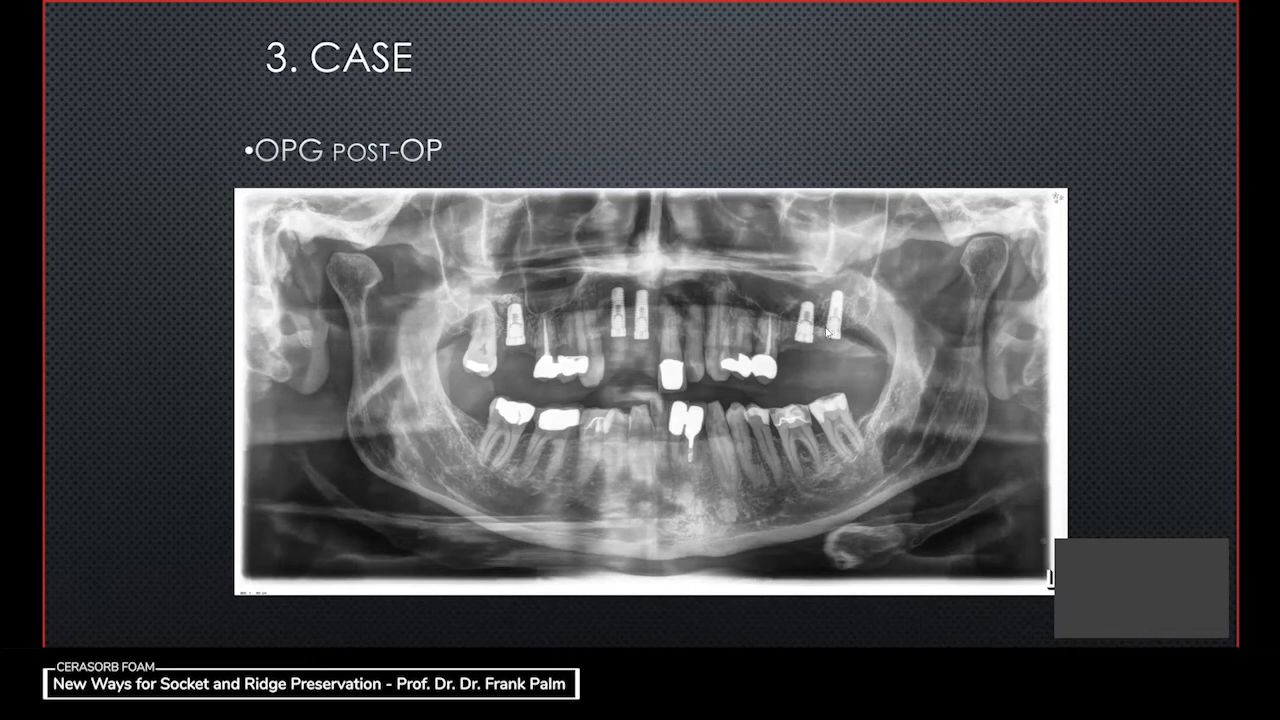 3. CASE
•OPG POST-OP
L
CERASORB FOAM
New Ways for Socket and Ridge Preservation - Prof. Dr. Dr. Frank Palm